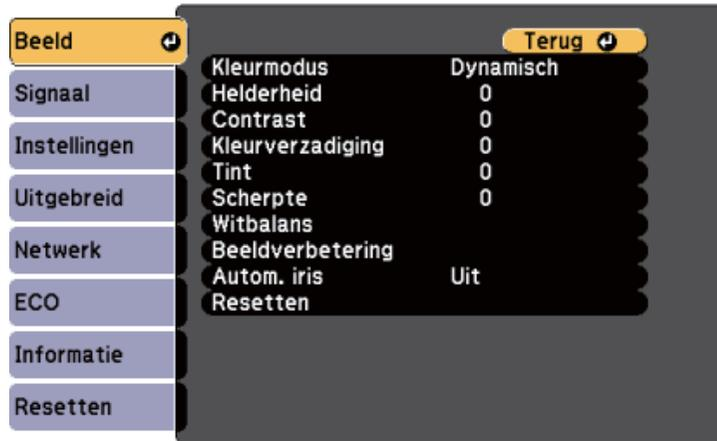 Beeld
Signaal
Instellingen
Uitgebreid
Netwerk
ECO
Informatie
Resetten
Terug
Kleurmodus Dynamisch
Helderheid 0
Contrast 0
Kleurverzadiging 0
Tint 0
Scherpte 0
Witbalans
Beeldverbetering
Autom. iris Uit
Resetten